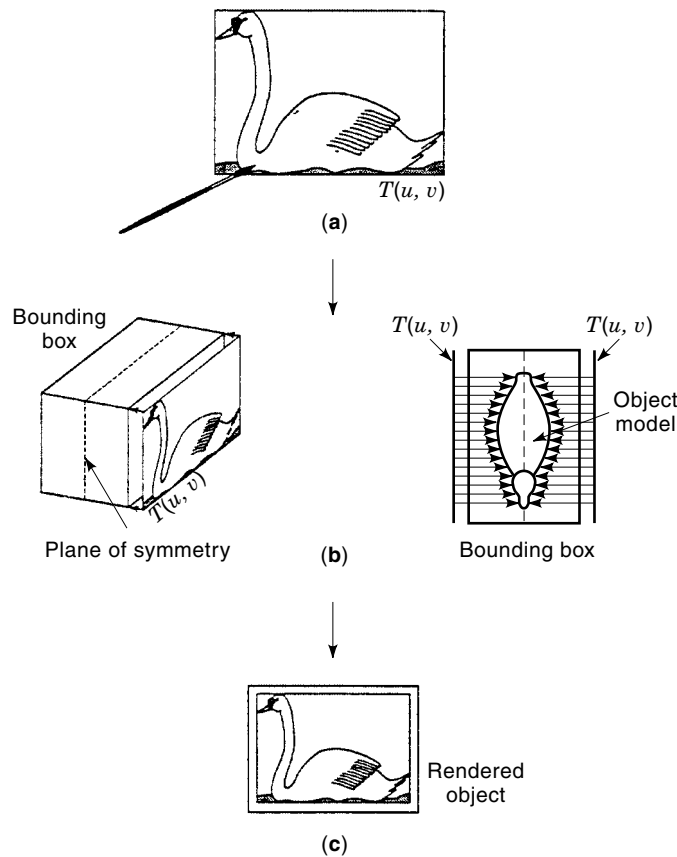 T(u, v)
(a)
Bounding
box
T(u, v)
Plane of symmetry
T(u, v)
T(u, v)
Object
model
Bounding box
(b)
Rendered
object
(c)